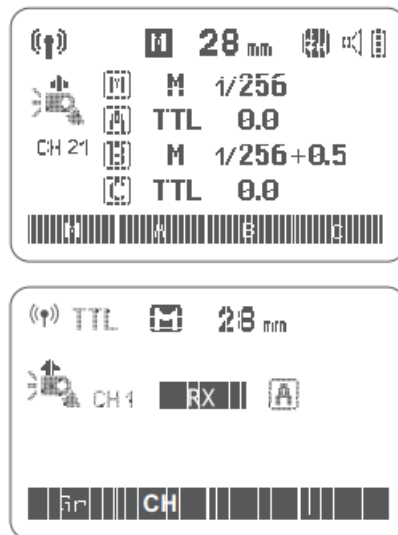 M 28 mm
M M 1/256
A TTL 0.0
CH 21
B M 1/256+0.5
C TTL 0.0
M A B C
TTL M 28 mm
CH 1 RX A
Gr CH